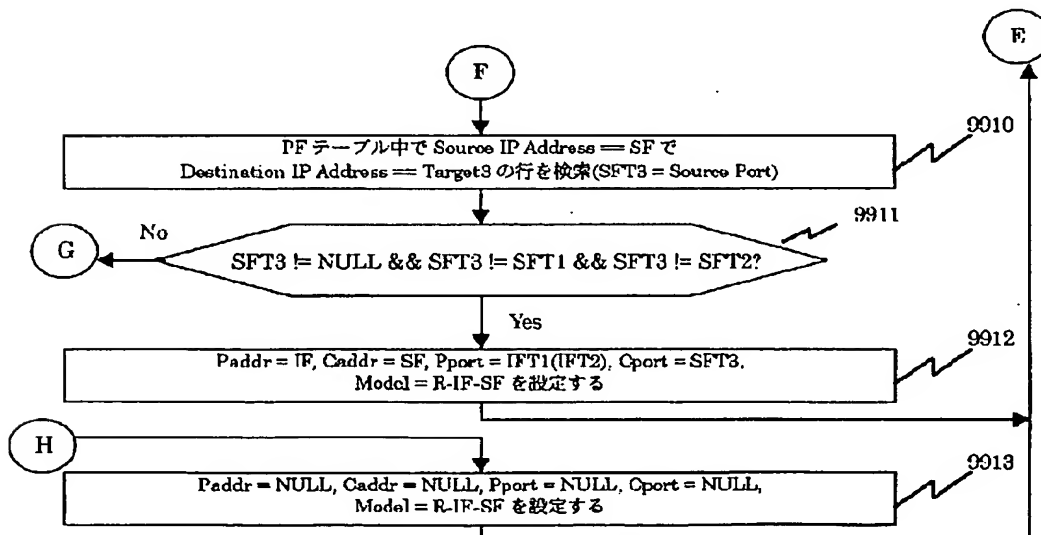 E
F
9910
PFテーブル中で Source IP Address == SF で
Destination IP Address == Target3 の行を検索(SFT3 = Source Port)
9911
G
No
SFT3 != NULL && SFT3 != SFT1 && SFT3 != SFT2?
Yes
9912
Paddr = IF, Caddr = SF, Pport = IFT1(IFT2), Cport = SFT3,
Model = R-IF-SF を設定する
H
9913
Paddr = NULL, Caddr = NULL, Pport = NULL, Cport = NULL,
Model = R-IF-SF を設定する